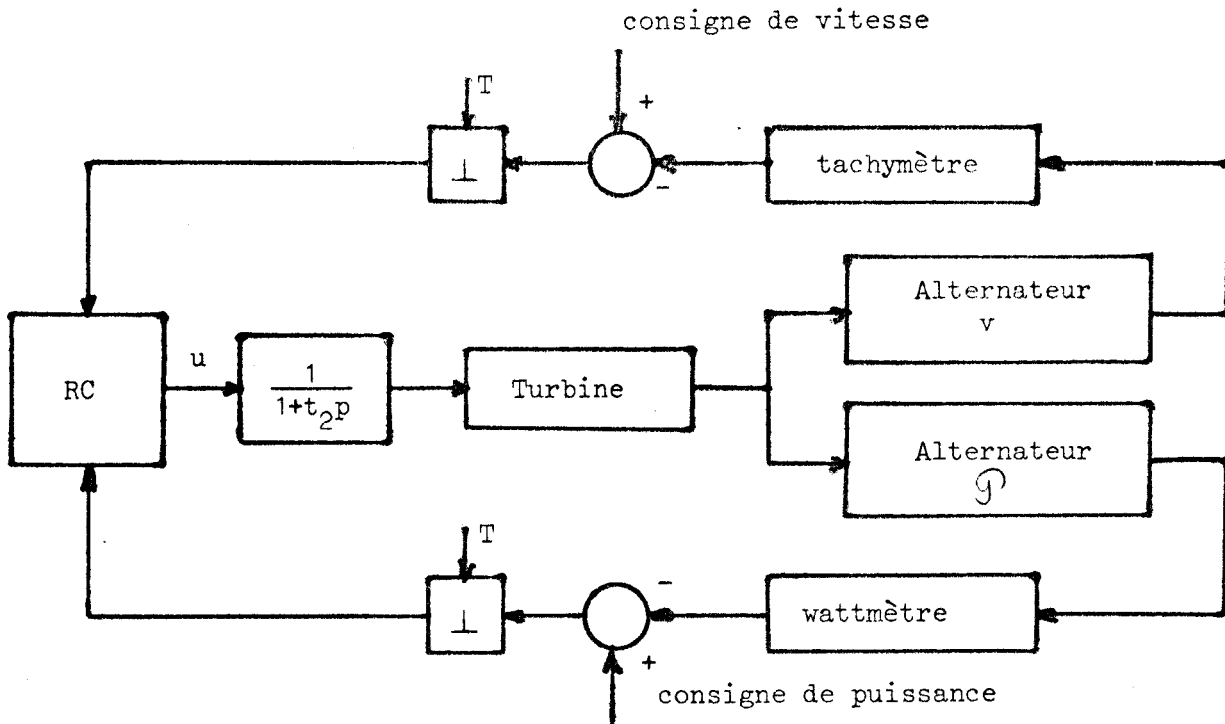 consigne de vitesse
T
+
⊥
-
tachymètre
Alternateur
v
RC
u
1
1+t₂p
Turbine
Alternateur
𝒫
T
⊥
-
+
wattmètre
consigne de puissance